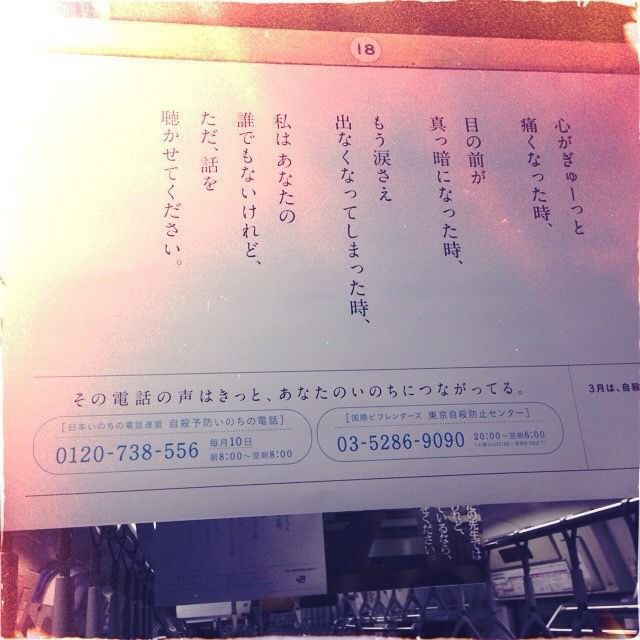 18
心がぎゅーっと
痛くなった時、
目の前が
真っ暗になった時、
もう涙さえ
出なくなってしまった時、
私は あなたの
誰でもないけれど、
ただ、話を
聴かせてください。
その電話の声はきっと、あなたのいのちにつながってる。
[日本いのちの電話連盟 自殺予防いのちの電話]
0120-738-556 毎月10日
朝8:00～翌朝8:00
[国際ビフレンダーズ 東京自殺防止センター]
03-5286-9090 20:00～翌朝6:00
3月は、自殺